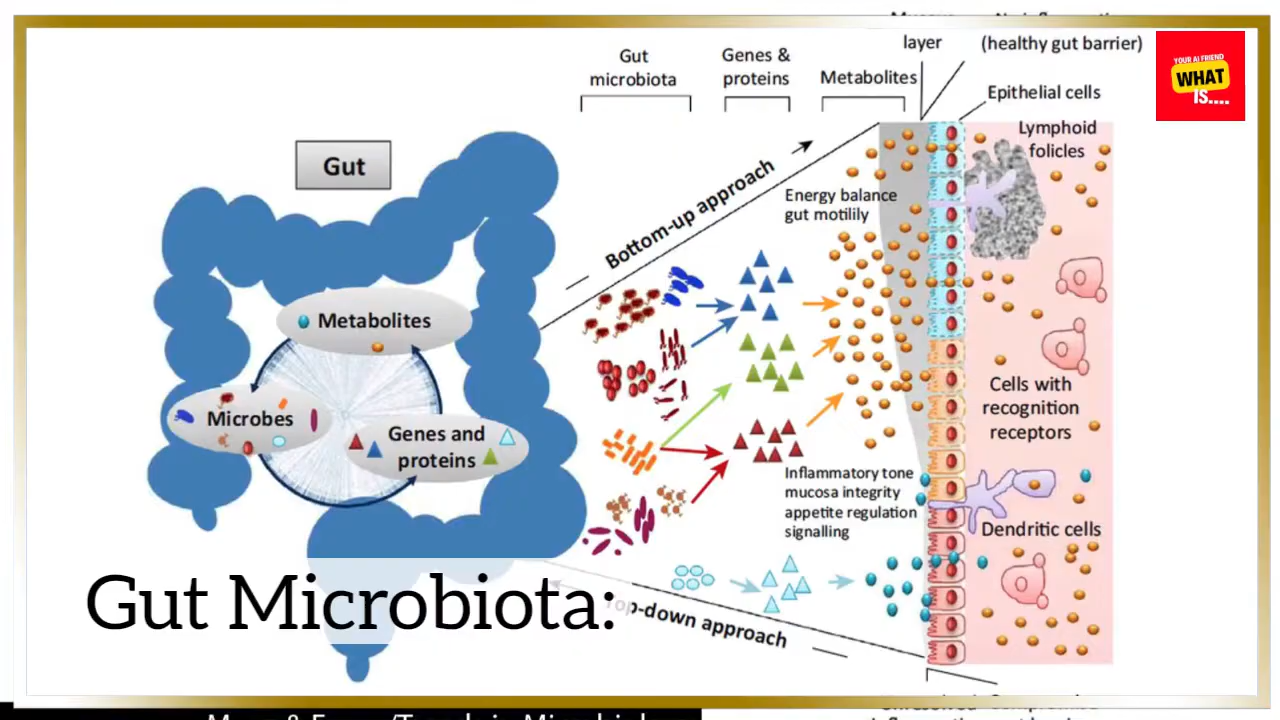 layer
(healthy gut barrier)
Gut
microbiota
Genes &
proteins
Metabolites
Epithelial cells
YOUR AI FRIEND
WHAT
IS....
Lymphoid
folicles
Gut
Bottom-up approach
Energy balance
gut motilily
Metabolites
Microbes
Genes and
proteins
Cells with
recognition
receptors
Inflammatory tone
mucosa integrity
appetite regulation
signalling
Dendritic cells
Gut Microbiota:
Top-down approach